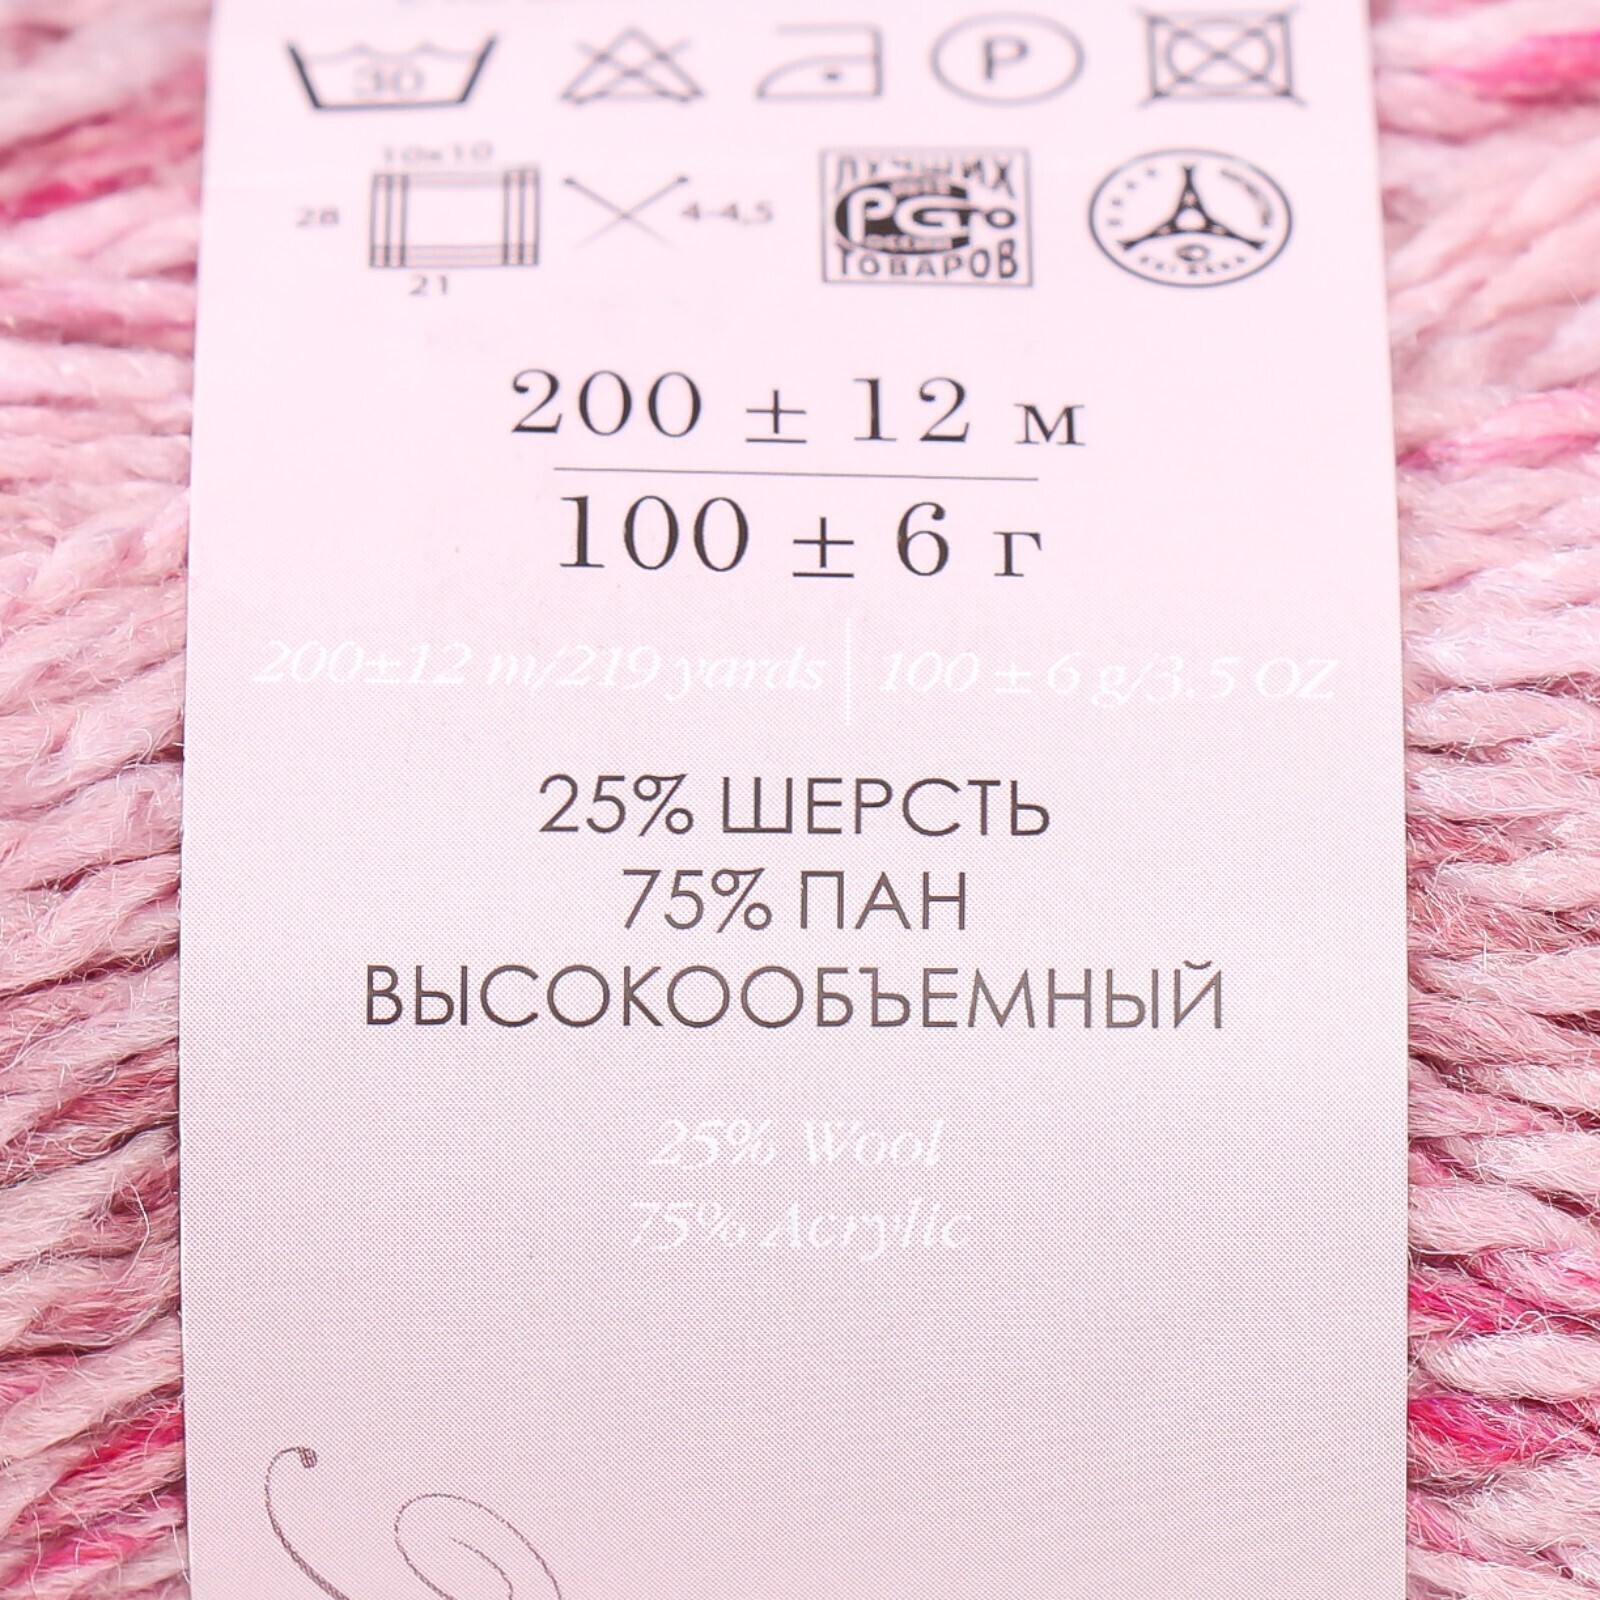 30
P
10x10
28
21
4-4,5
ЛУЧШИХ
ТОВАРОВ
200 ± 12 м
100 ± 6 г
200±12 m/219 yards | 100 ± 6 g/3.5 OZ
25% ШЕРСТЬ
75% ПАН
ВЫСОКООБЪЕМНЫЙ
25% Wool
75% Acrylic